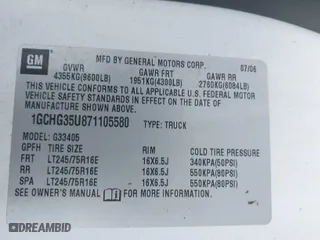 GM
MFD BY GENERAL MOTORS CORP. 07/06
GVWR GAWR FRT GAWR RR
4355KG(9600LB) 1951KG(4300LB) 2760KG(6084LB)
THIS VEHICLE CONFORMS TO ALL APPLICABLE U.S. FEDERAL MOTOR
VEHICLE SAFETY STANDARDS IN EFFECT ON THE DATE OF
MANUFACTURE SHOWN ABOVE.
1GCHG35U871105580 TYPE: TRUCK
MODEL: G33405
GPFH TIRE SIZE RIM COLD TIRE PRESSURE
FRT LT245/75R16E 16X6.5J 340KPA(50PSI)
RR LT245/75R16E 16X6.5J 550KPA(80PSI)
SPA LT245/75R16E 16X6.5J 550KPA(80PSI)
SEE OWNER'S MANUAL FOR ADDITIONAL INFORMATION.
© BIDFAX